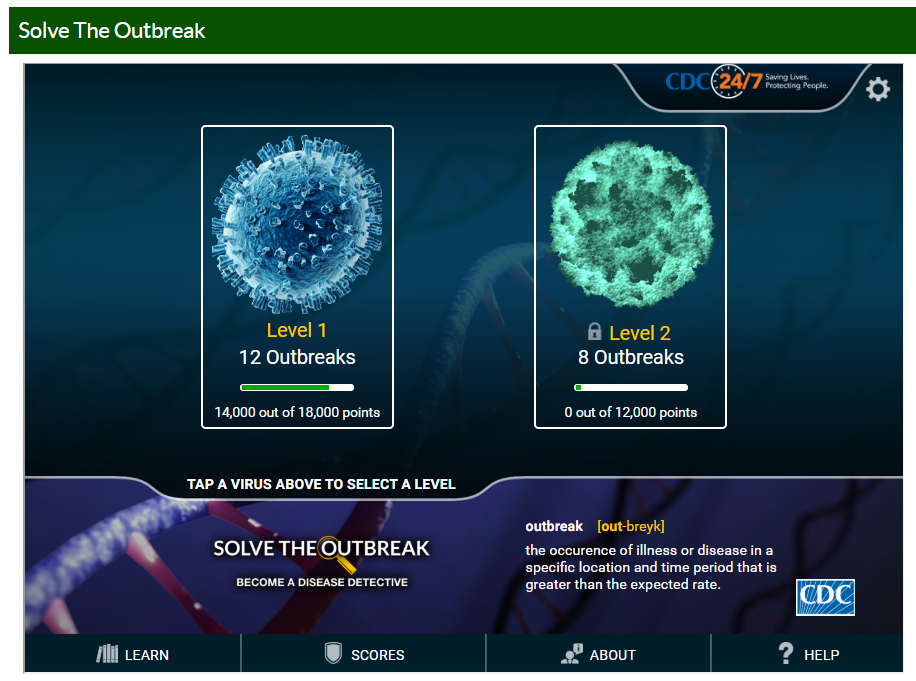 Solve The Outbreak
CDC 24/7 Saving Lives.
Protecting People.
Level 1
12 Outbreaks
14,000 out of 18,000 points
Level 2
8 Outbreaks
0 out of 12,000 points
TAP A VIRUS ABOVE TO SELECT A LEVEL
SOLVE THE OUTBREAK
BECOME A DISEASE DETECTIVE
outbreak [out-breyk]
the occurence of illness or disease in a
specific location and time period that is
greater than the expected rate.
CDC
LEARN
SCORES
ABOUT
HELP